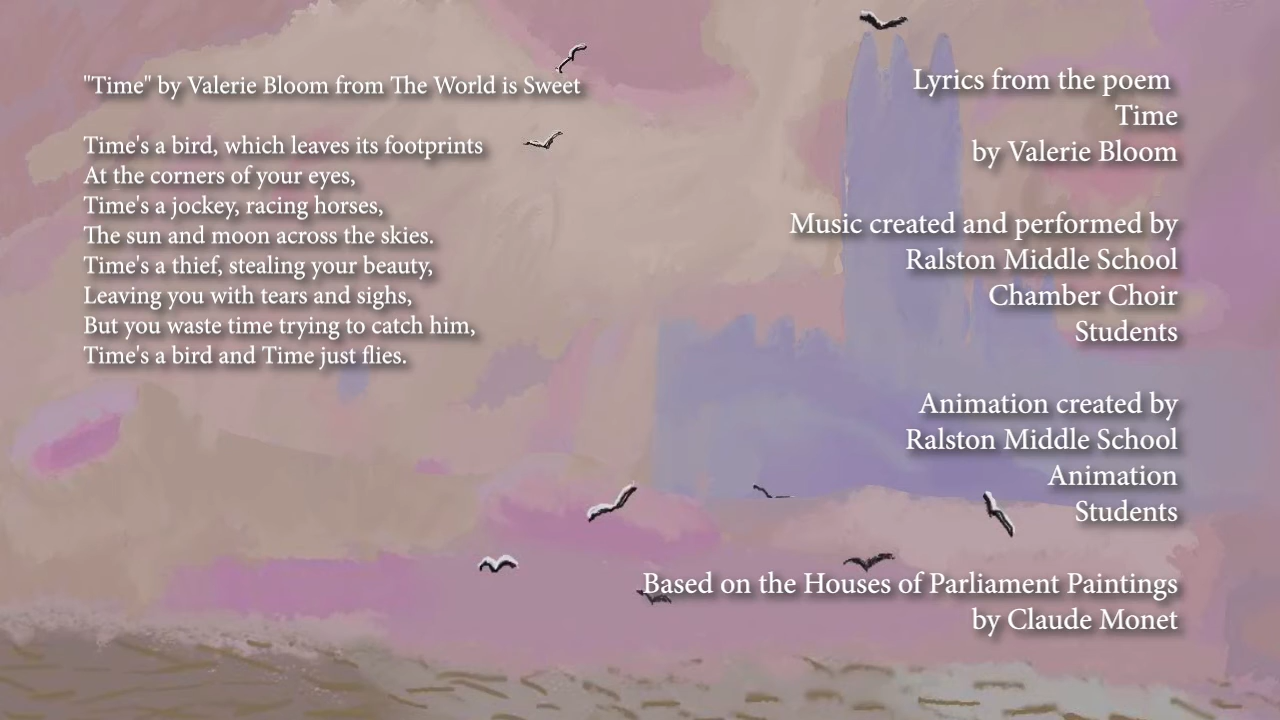 "Time" by Valerie Bloom from The World is Sweet
Time's a bird, which leaves its footprints
At the corners of your eyes,
Time's a jockey, racing horses,
The sun and moon across the skies.
Time's a thief, stealing your beauty,
Leaving you with tears and sighs,
But you waste time trying to catch him,
Time's a bird and Time just flies.
Lyrics from the poem
Time
by Valerie Bloom
Music created and performed by
Ralston Middle School
Chamber Choir
Students
Animation created by
Ralston Middle School
Animation
Students
Based on the Houses of Parliament Paintings
by Claude Monet